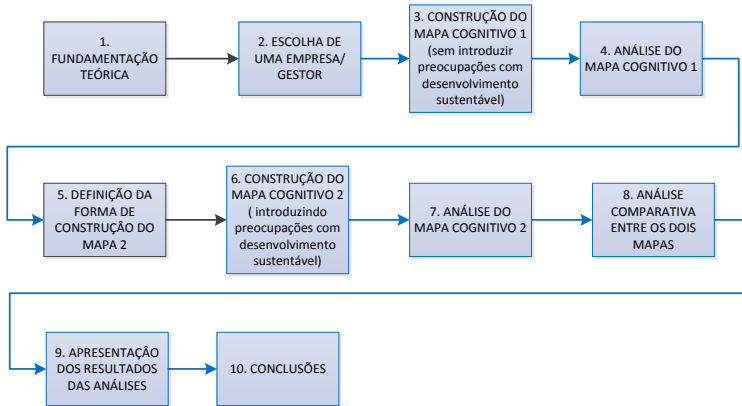 1.
FUNDAMENTAÇÃO
TEÓRICA
2. ESCOLHA DE
UMA EMPRESA/
GESTOR
3. CONSTRUÇÃO DO
MAPA COGNITIVO 1
(sem introduzir
preocupações com
desenvolvimento
sustentável)
4. ANÁLISE DO
MAPA COGNITIVO 1
5. DEFINIÇÃO DA
FORMA DE
CONSTRUÇÂO DO
MAPA 2
6. CONSTRUÇÃO DO
MAPA COGNITIVO 2
( introduzindo
preocupações com
desenvolvimento
sustentável)
7. ANÁLISE DO
MAPA COGNITIVO 2
8. ANÁLISE
COMPARATIVA
ENTRE OS DOIS
MAPAS
9. APRESENTAÇÂO
DOS RESULTADOS
DAS ANÁLISES
10. CONCLUSÕES